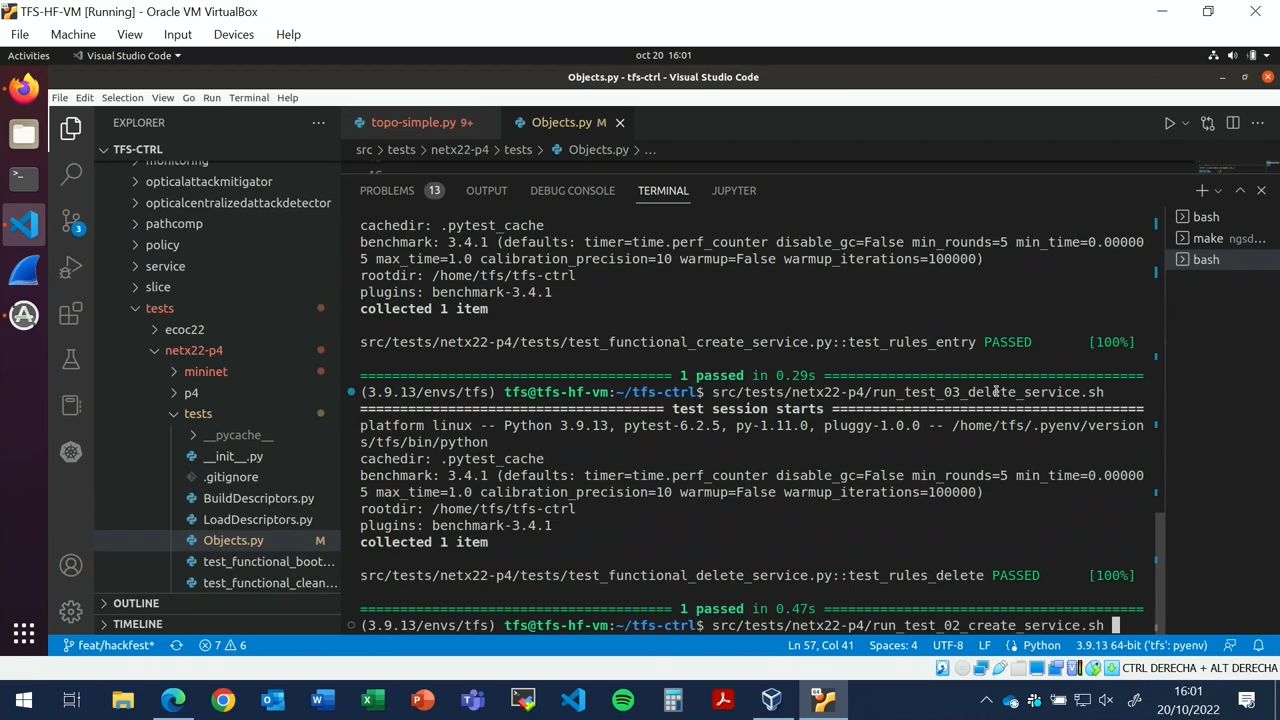 TFS-HF-VM [Running] - Oracle VM VirtualBox
File Machine View Input Devices Help
Activities Visual Studio Code oct 20 16:01
Objects.py - tfs-ctrl - Visual Studio Code
File Edit Selection View Go Run Terminal Help
EXPLORER
topo-simple.py 9+
Objects.py M
TFS-CTRL
src > tests > netx22-p4 > tests > Objects.py > ...
monitoring
opticalattackmitigator
opticalcentralizedattackdetector
pathcomp
policy
service
slice
tests
ecoc22
netx22-p4
mininet
p4
tests
__pycache__
__init__.py
.gitignore
BuildDescriptors.py
LoadDescriptors.py
Objects.py M
test_functional_boot...
test_functional_clean...
OUTLINE
TIMELINE
PROBLEMS 13 OUTPUT DEBUG CONSOLE TERMINAL JUPYTER
bash
make ngsd...
bash
cachedir: .pytest_cache
benchmark: 3.4.1 (defaults: timer=time.perf_counter disable_gc=False min_rounds=5 min_time=0.00000
5 max_time=1.0 calibration_precision=10 warmup=False warmup_iterations=100000)
rootdir: /home/tfs/tfs-ctrl
plugins: benchmark-3.4.1
collected 1 item
src/tests/netx22-p4/tests/test_functional_create_service.py::test_rules_entry PASSED [100%]
======================================= 1 passed in 0.29s ========================================
(3.9.13/envs/tfs) tfs@tfs-hf-vm:~/tfs-ctrl$ src/tests/netx22-p4/run_test_03_delete_service.sh
====================================== test session starts =======================================
platform linux -- Python 3.9.13, pytest-6.2.5, py-1.11.0, pluggy-1.0.0 -- /home/tfs/.pyenv/version
s/tfs/bin/python
cachedir: .pytest_cache
benchmark: 3.4.1 (defaults: timer=time.perf_counter disable_gc=False min_rounds=5 min_time=0.00000
5 max_time=1.0 calibration_precision=10 warmup=False warmup_iterations=100000)
rootdir: /home/tfs/tfs-ctrl
plugins: benchmark-3.4.1
collected 1 item
src/tests/netx22-p4/tests/test_functional_delete_service.py::test_rules_delete PASSED [100%]
======================================= 1 passed in 0.47s ========================================
(3.9.13/envs/tfs) tfs@tfs-hf-vm:~/tfs-ctrl$ src/tests/netx22-p4/run_test_02_create_service.sh
3
feat/hackfest* 7 6 Ln 57, Col 41 Spaces: 4 UTF-8 LF Python 3.9.13 64-bit ('tfs': pyenv)
CTRL DERECHA + ALT DERECHA
16:01
20/10/2022